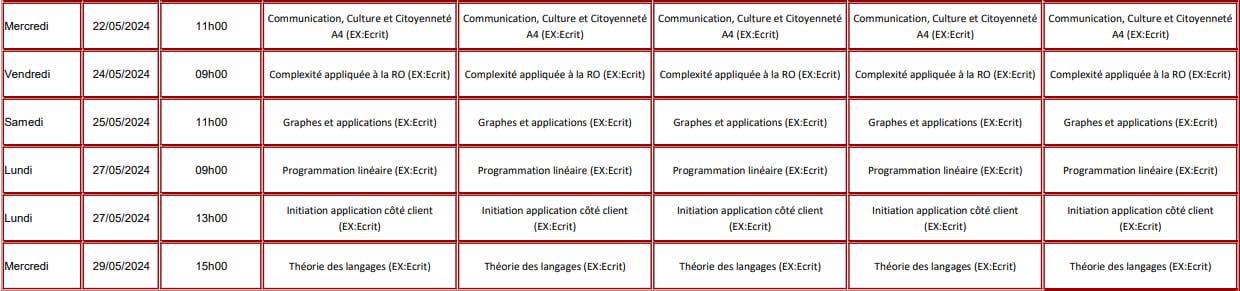 Mercredi 22/05/2024 11h00 Communication, Culture et Citoyenneté A4 (EX:Ecrit) Communication, Culture et Citoyenneté A4 (EX:Ecrit) Communication, Culture et Citoyenneté A4 (EX:Ecrit) Communication, Culture et Citoyenneté A4 (EX:Ecrit) Communication, Culture et Citoyenneté A4 (EX:Ecrit)
Vendredi 24/05/2024 09h00 Complexité appliquée à la RO (EX:Ecrit) Complexité appliquée à la RO (EX:Ecrit) Complexité appliquée à la RO (EX:Ecrit) Complexité appliquée à la RO (EX:Ecrit) Complexité appliquée à la RO (EX:Ecrit)
Samedi 25/05/2024 11h00 Graphes et applications (EX:Ecrit) Graphes et applications (EX:Ecrit) Graphes et applications (EX:Ecrit) Graphes et applications (EX:Ecrit) Graphes et applications (EX:Ecrit)
Lundi 27/05/2024 09h00 Programmation linéaire (EX:Ecrit) Programmation linéaire (EX:Ecrit) Programmation linéaire (EX:Ecrit) Programmation linéaire (EX:Ecrit) Programmation linéaire (EX:Ecrit)
Lundi 27/05/2024 13h00 Initiation application côté client (EX:Ecrit) Initiation application côté client (EX:Ecrit) Initiation application côté client (EX:Ecrit) Initiation application côté client (EX:Ecrit) Initiation application côté client (EX:Ecrit)
Mercredi 29/05/2024 15h00 Théorie des langages (EX:Ecrit) Théorie des langages (EX:Ecrit) Théorie des langages (EX:Ecrit) Théorie des langages (EX:Ecrit) Théorie des langages (EX:Ecrit)